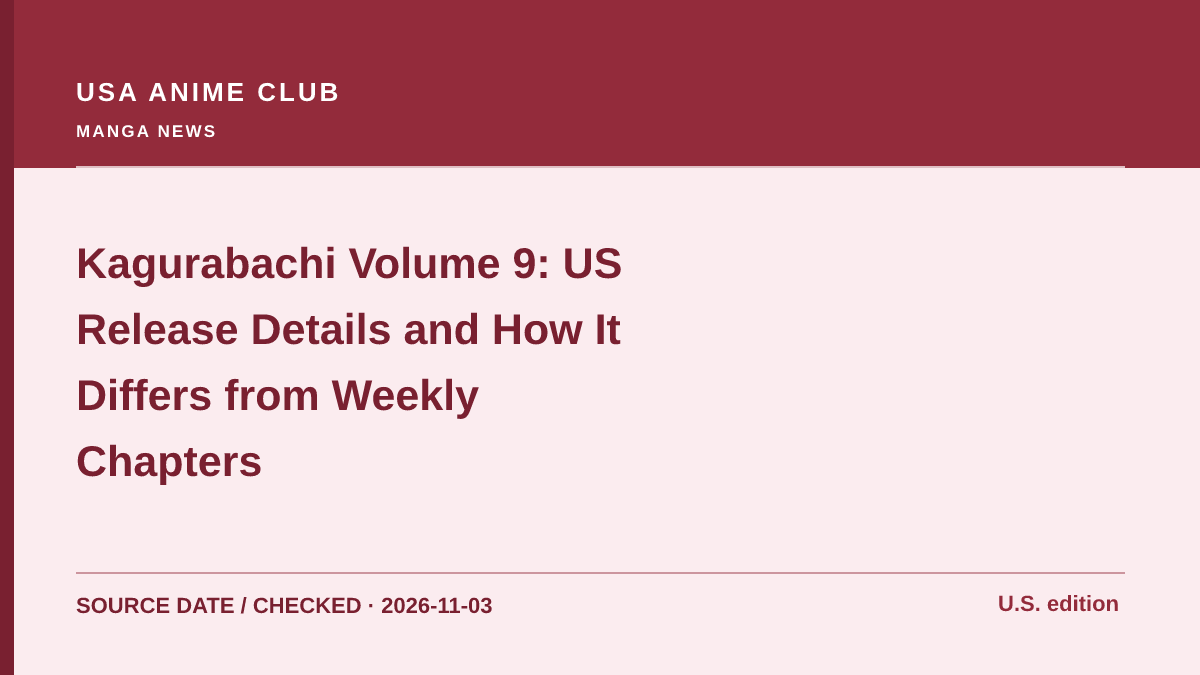 USA ANIME CLUB
MANGA NEWS
Kagurabachi Volume 9: US
Release Details and How It
Differs from Weekly
Chapters
SOURCE DATE / CHECKED · 2026-11-03
U.S. edition